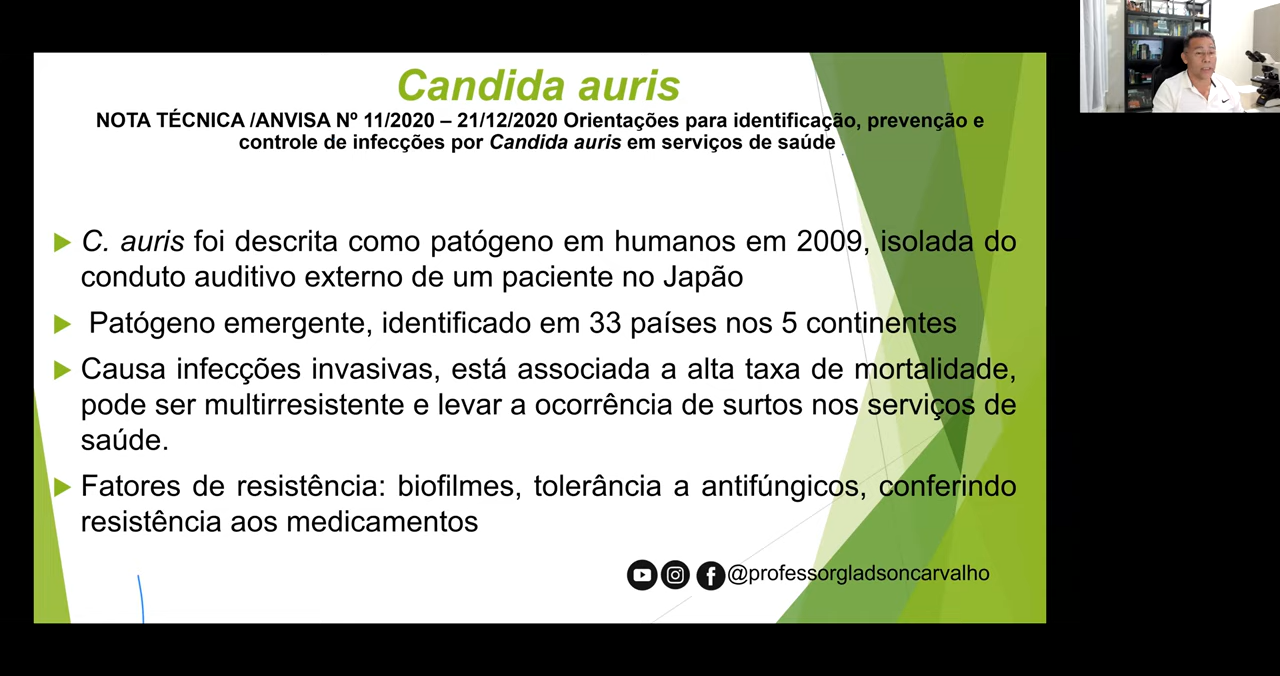 Candida auris
NOTA TÉCNICA /ANVISA Nº 11/2020 – 21/12/2020 Orientações para identificação, prevenção e
controle de infecções por Candida auris em serviços de saúde
C. auris foi descrita como patógeno em humanos em 2009, isolada do
conduto auditivo externo de um paciente no Japão
Patógeno emergente, identificado em 33 países nos 5 continentes
Causa infecções invasivas, está associada a alta taxa de mortalidade,
pode ser multirresistente e levar a ocorrência de surtos nos serviços de
saúde.
Fatores de resistência: biofilmes, tolerância a antifúngicos, conferindo
resistência aos medicamentos
@professorgladsoncarvalho